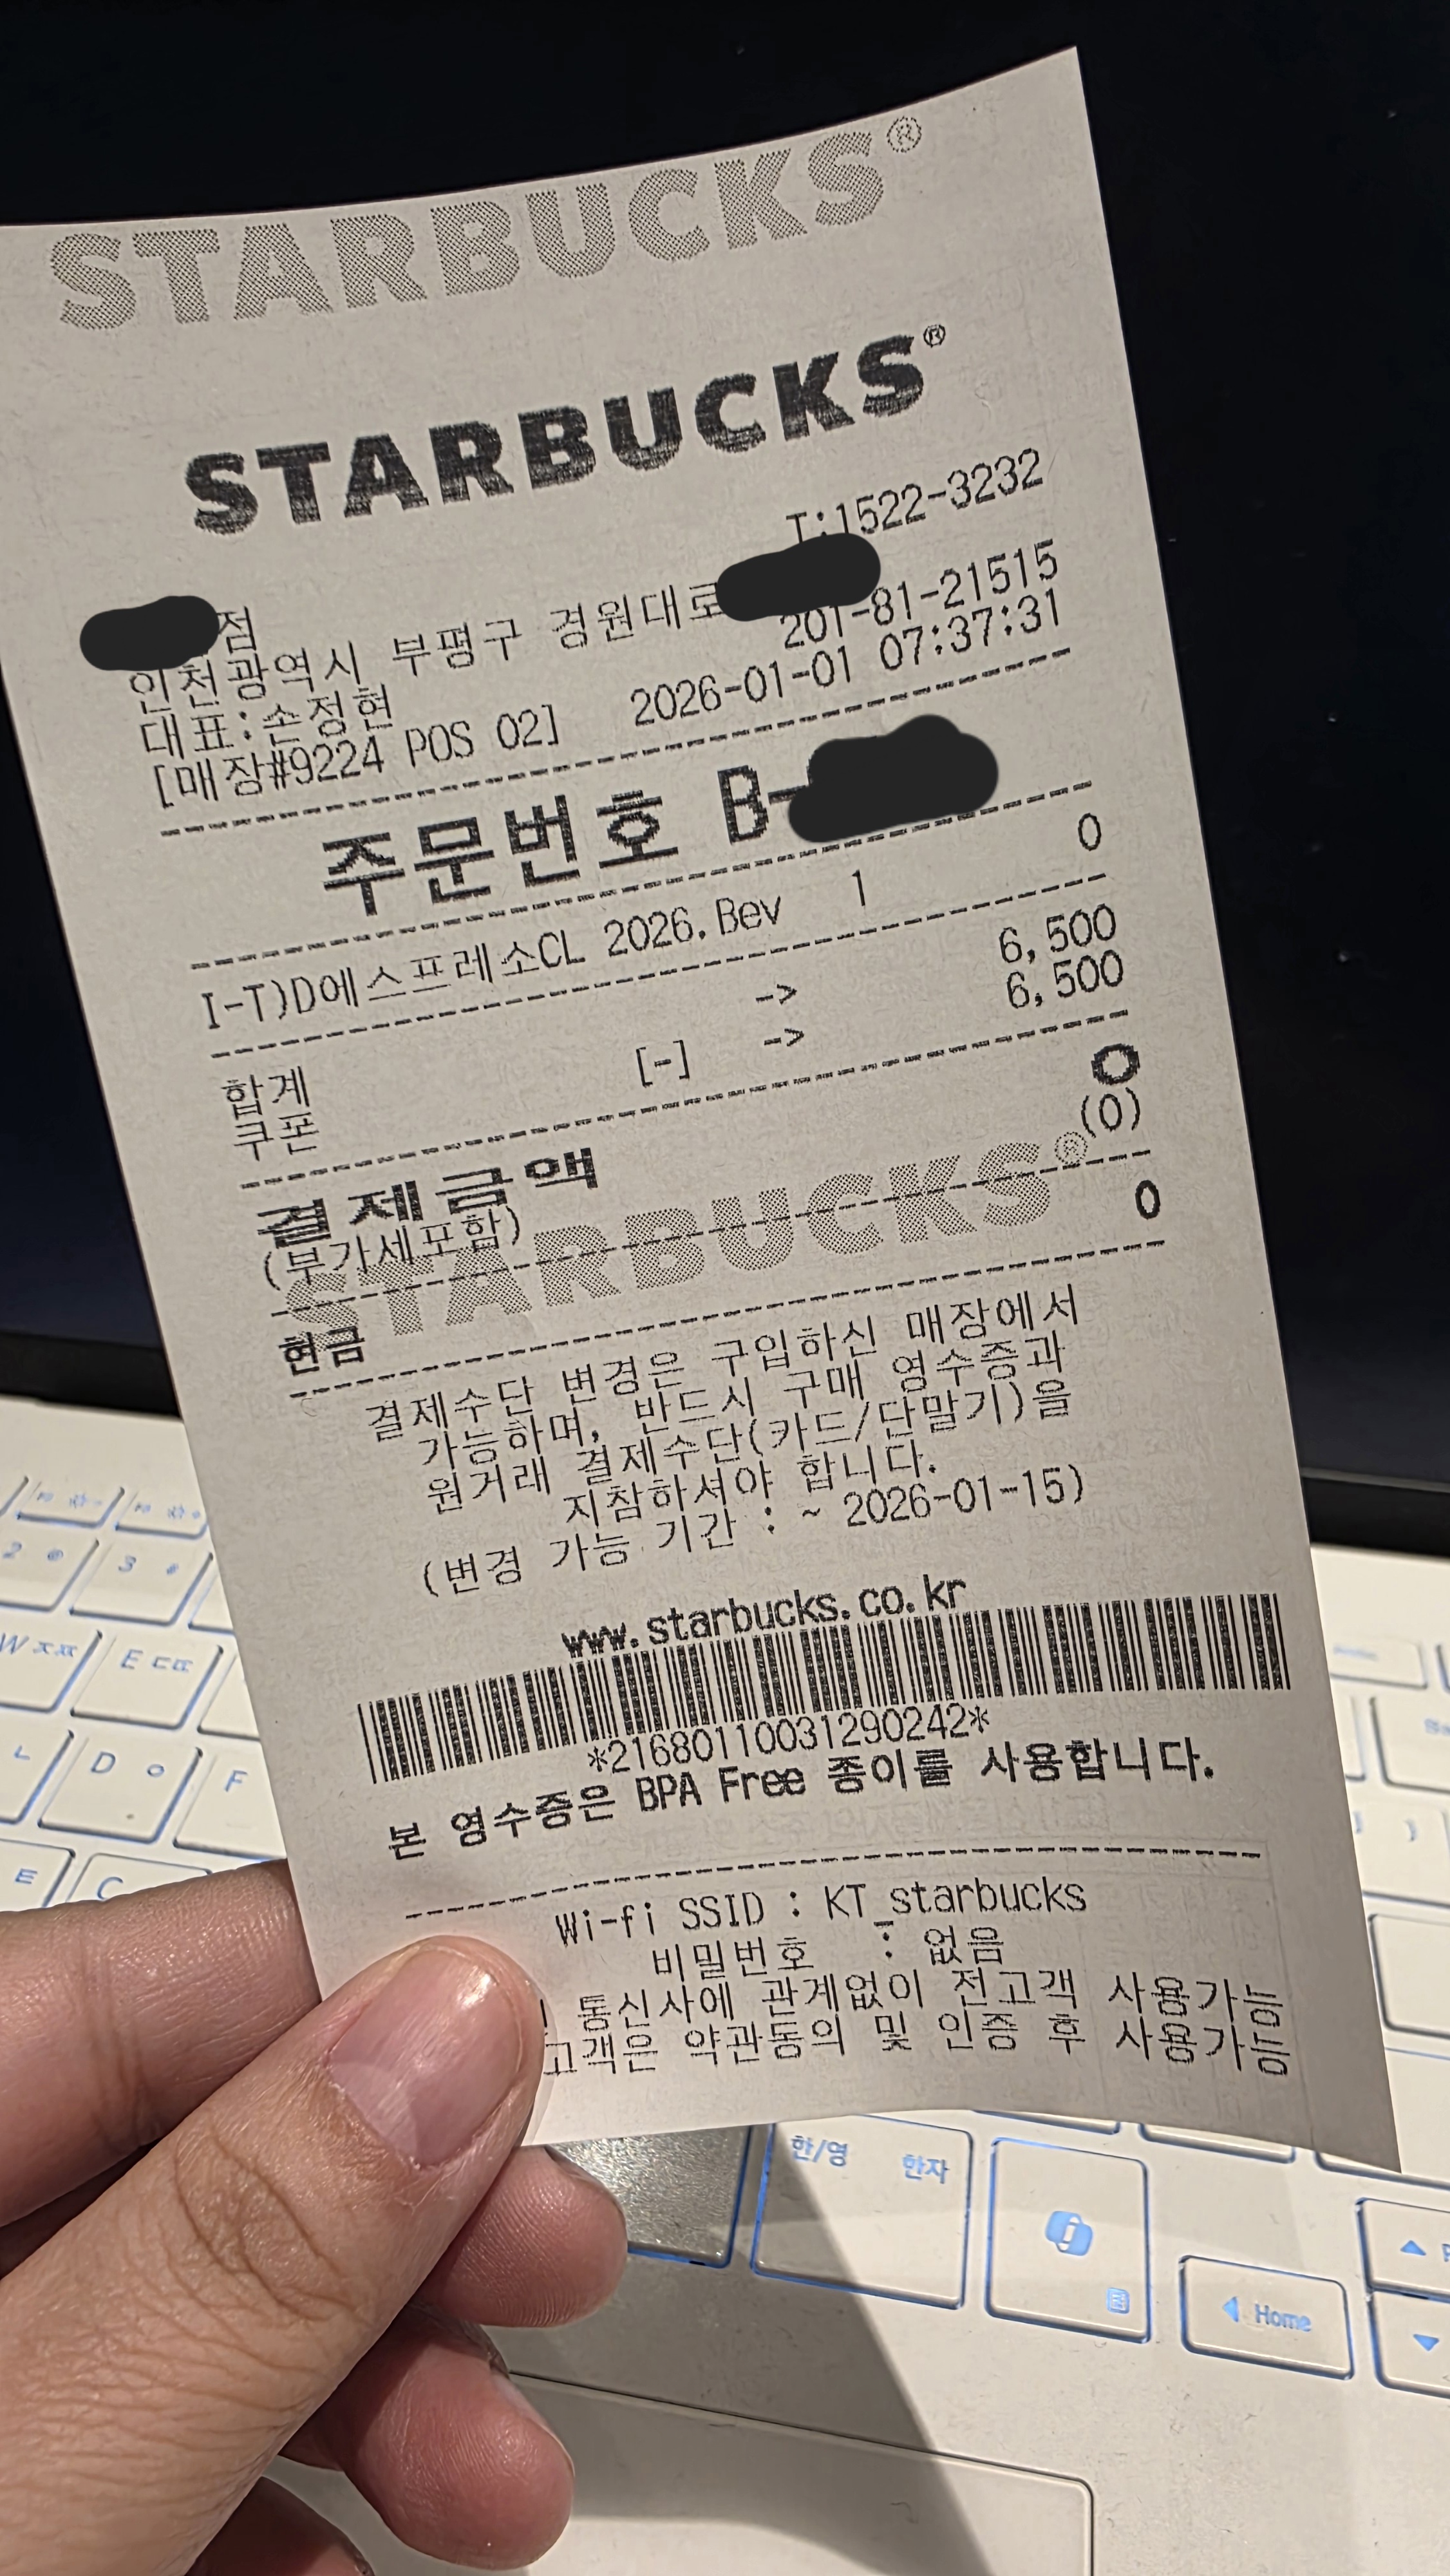 STARBUCKS®
STARBUCKS®
T:1522-3232
점
인천광역시 부평구 경원대로
대표:손정현 201-81-21515
[매장#9224 POS 02] 2026-01-01 07:37:31
주문번호 B-
I-T)D에스프레소CL 2026.Bev 1 0
합계 -> 6,500
쿠폰 [-] -> 6,500
결제금액 0
(부가세포함) (0)
STARBUCKS®
현금 0
결제수단 변경은 구입하신 매장에서
가능하며, 반드시 구매 영수증과
원거래 결제수단(카드/단말기)을
지참하셔야 합니다.
(변경 가능 기간 : ~ 2026-01-15)
www.starbucks.co.kr
*21680110031290242*
본 영수증은 BPA Free 종이를 사용합니다.
Wi-fi SSID : KT_starbucks
비밀번호 : 없음
통신사에 관계없이 전고객 사용가능
고객은 약관동의 및 인증 후 사용가능
2 @
3 #
W ㅈㅉ
E ㄷㄸ
ㄴ
D ㅇ
F
ㅌ
C
한/영 한자
Home